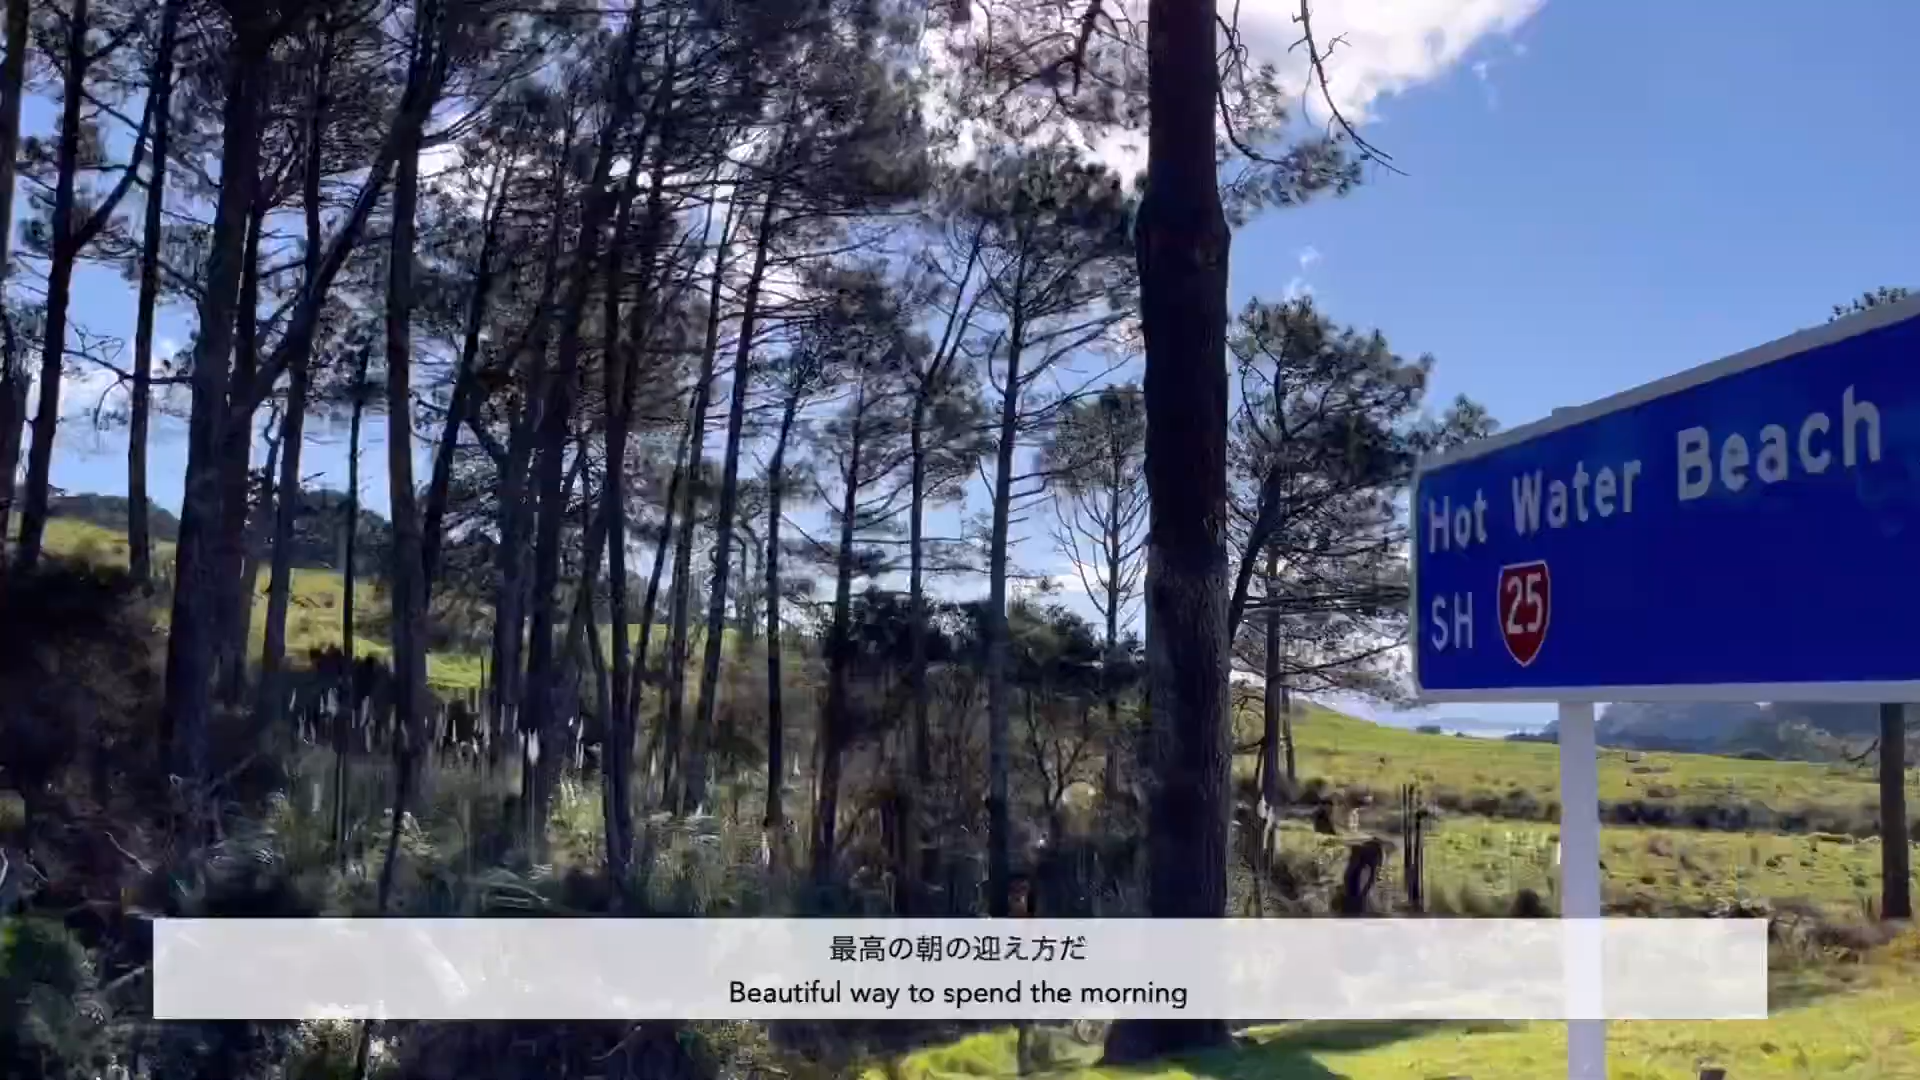 Hot Water Beach
SH 25
最高の朝の迎え方だ
Beautiful way to spend the morning